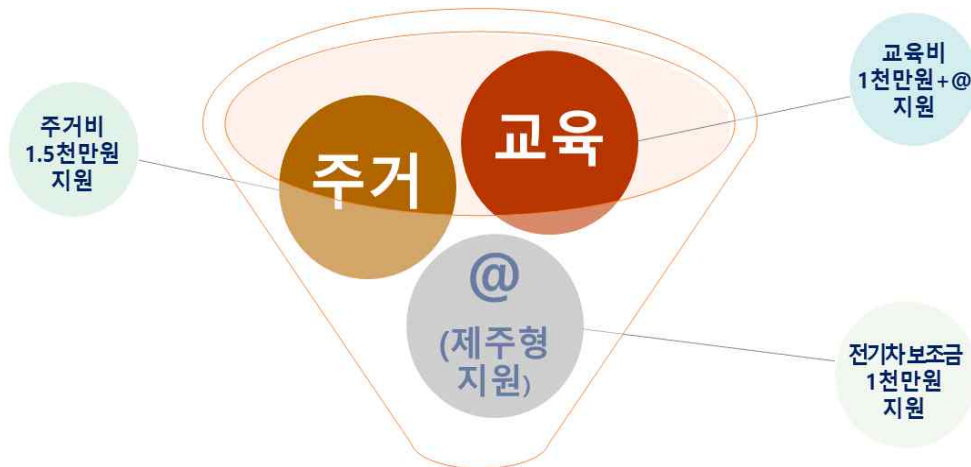 교육비
1천만원+@
지원
주거비
1.5천만원
지원
주거
교육
@
(제주형
지원)
전기차보조금
1천만원
지원